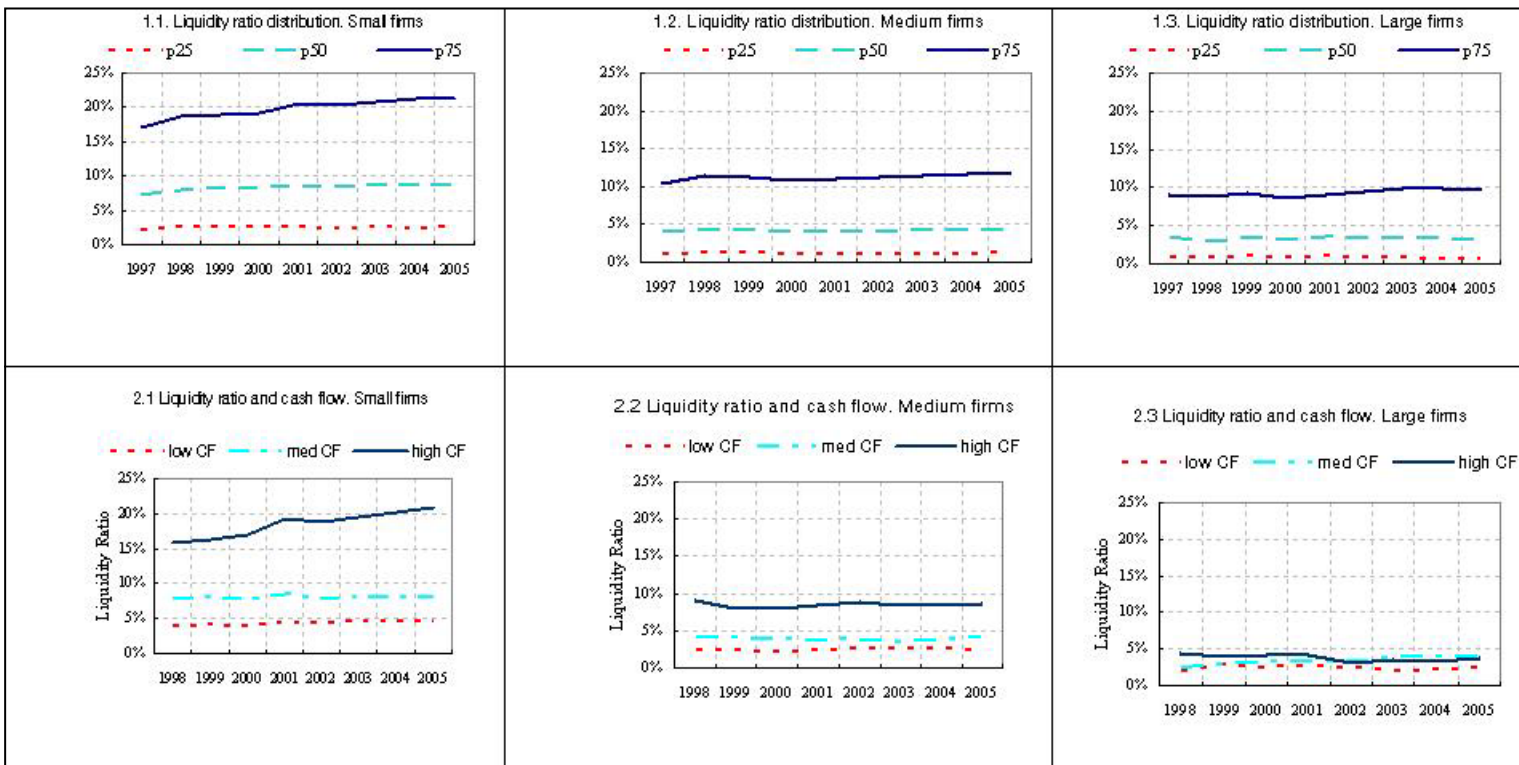 1.1. Liquidity ratio distribution. Small firms
p25 p50 p75
25%
20%
15%
10%
5%
0%
1997 1998 1999 2000 2001 2002 2003 2004 2005
1.2. Liquidity ratio distribution. Medium firms
p25 p50 p75
25%
20%
15%
10%
5%
0%
1997 1998 1999 2000 2001 2002 2003 2004 2005
1.3. Liquidity ratio distribution. Large firms
p25 p50 p75
25%
20%
15%
10%
5%
0%
1997 1998 1999 2000 2001 2002 2003 2004 2005
2.1 Liquidity ratio and cash flow. Small firms
low CF med CF high CF
Liquidity Ratio
25%
20%
15%
10%
5%
0%
1998 1999 2000 2001 2002 2003 2004 2005
2.2 Liquidity ratio and cash flow. Medium firms
low CF med CF high CF
Liquidity Ratio
25%
20%
15%
10%
5%
0%
1998 1999 2000 2001 2002 2003 2004 2005
2.3 Liquidity ratio and cash flow. Large firms
low CF med CF high CF
Liquidity Ratio
25%
20%
15%
10%
5%
0%
1998 1999 2000 2001 2002 2003 2004 2005